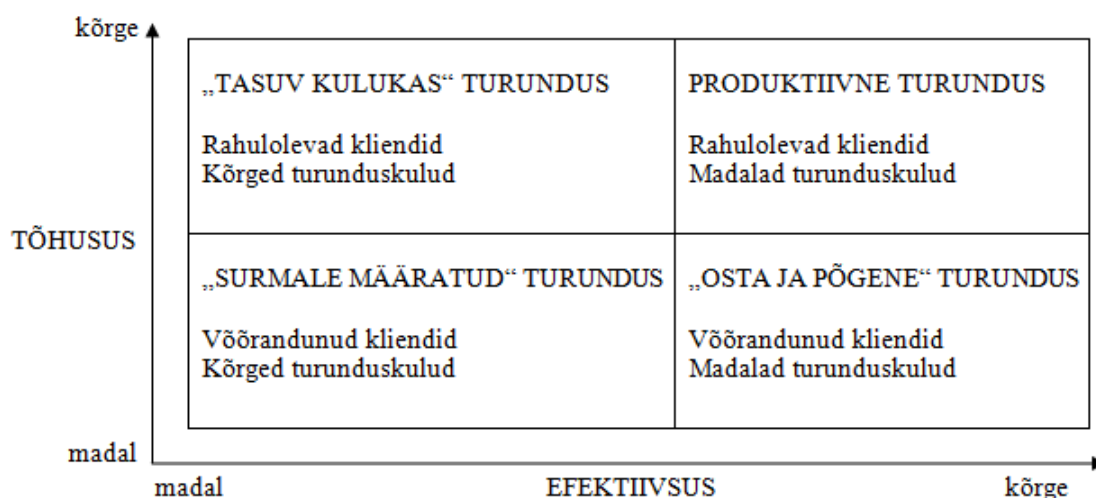 kõrge
„TASUV KULUKAS“ TURUNDUS
Rahulolevad kliendid
Kõrged turunduskulud
PRODUKTIIVNE TURUNDUS
Rahulolevad kliendid
Madalad turunduskulud
TÕHUSUS
„SURMALE MÄÄRATUD“ TURUNDUS
Võõrandunud kliendid
Kõrged turunduskulud
„OSTA JA PÕGENE“ TURUNDUS
Võõrandunud kliendid
Madalad turunduskulud
madal
madal
EFEKTIIVSUS
kõrge